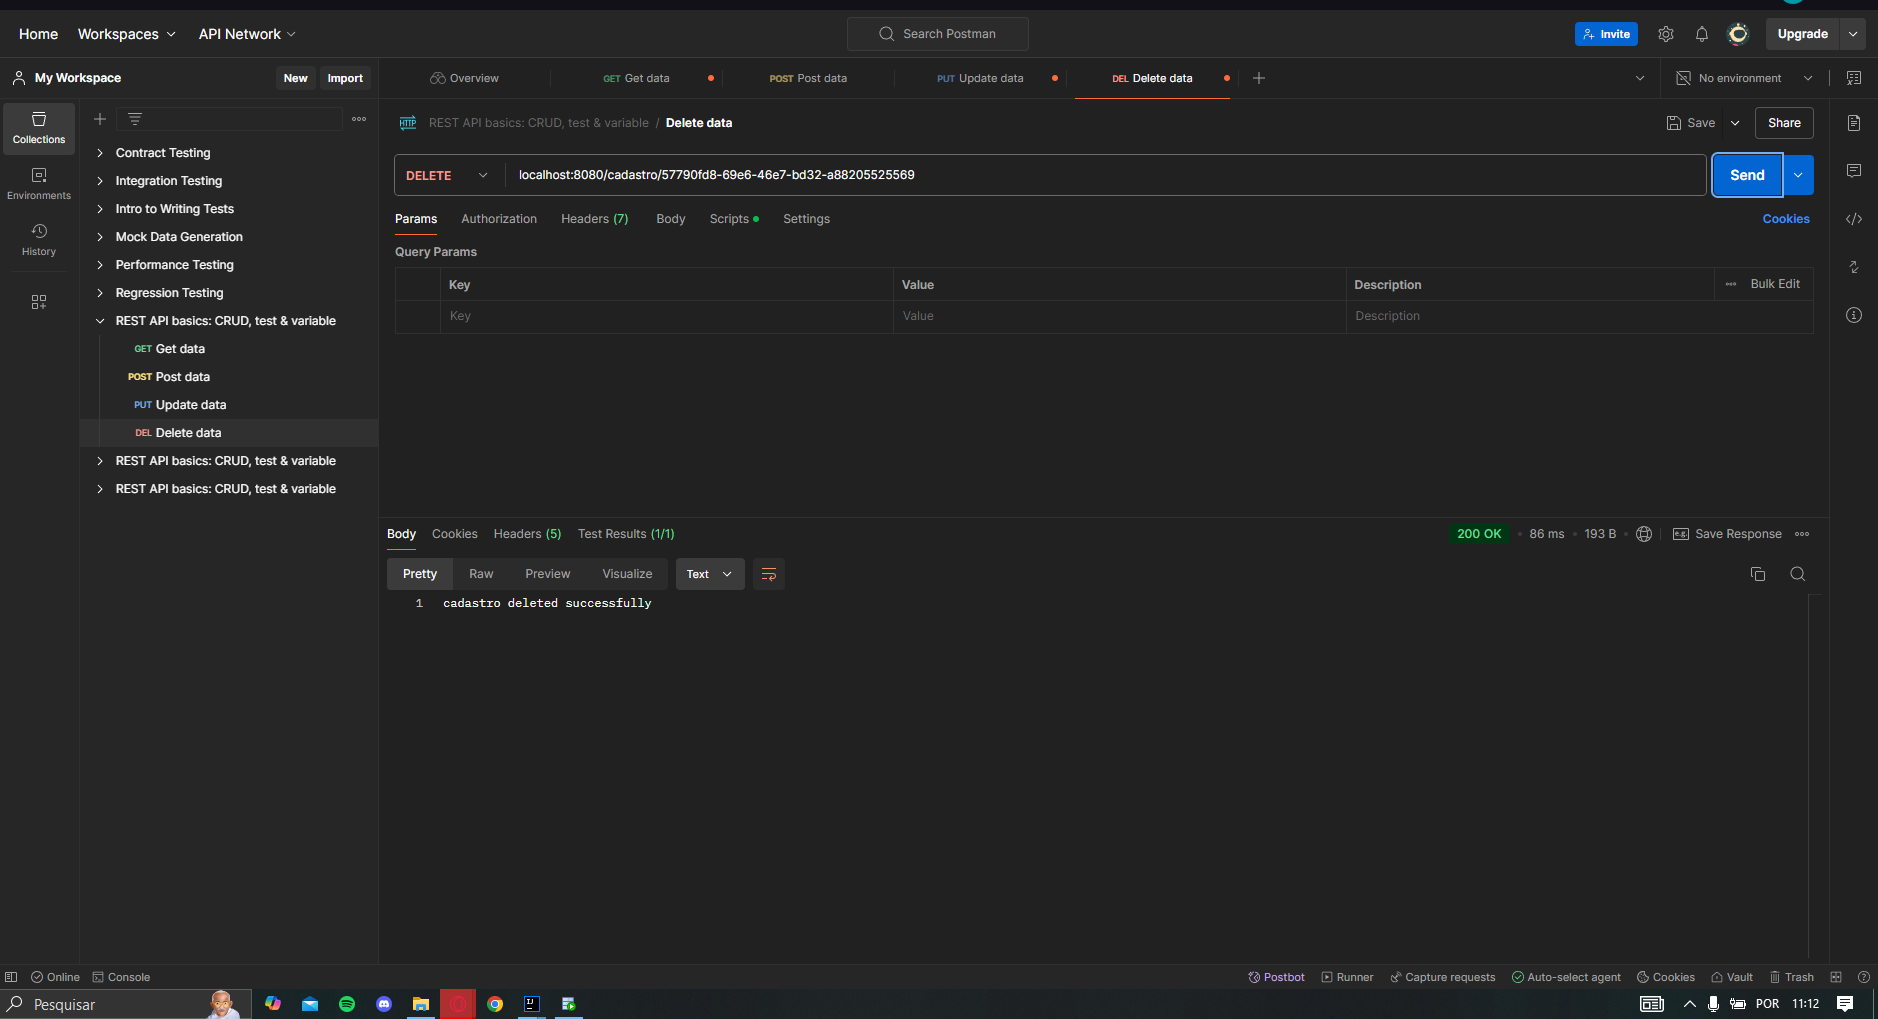 Home Workspaces API Network Search Postman Invite Upgrade
My Workspace New Import Overview GET Get data POST Post data PUT Update data DEL Delete data No environment
Collections
Environments
History
Contract Testing
Integration Testing
Intro to Writing Tests
Mock Data Generation
Performance Testing
Regression Testing
REST API basics: CRUD, test & variable
GET Get data
POST Post data
PUT Update data
DEL Delete data
REST API basics: CRUD, test & variable
REST API basics: CRUD, test & variable
HTTP REST API basics: CRUD, test & variable / Delete data Save Share
DELETE localhost:8080/cadastro/57790fd8-69e6-46e7-bd32-a88205525569 Send
Params Authorization Headers (7) Body Scripts Settings Cookies
Query Params
Key Value Description Bulk Edit
Key Value Description
Body Cookies Headers (5) Test Results (1/1) 200 OK 86 ms 193 B e.g. Save Response
Pretty Raw Preview Visualize Text
1 cadastro deleted successfully
Online Console Postbot Runner Capture requests Auto-select agent Cookies Vault Trash
Pesquisar IJ POR 11:12